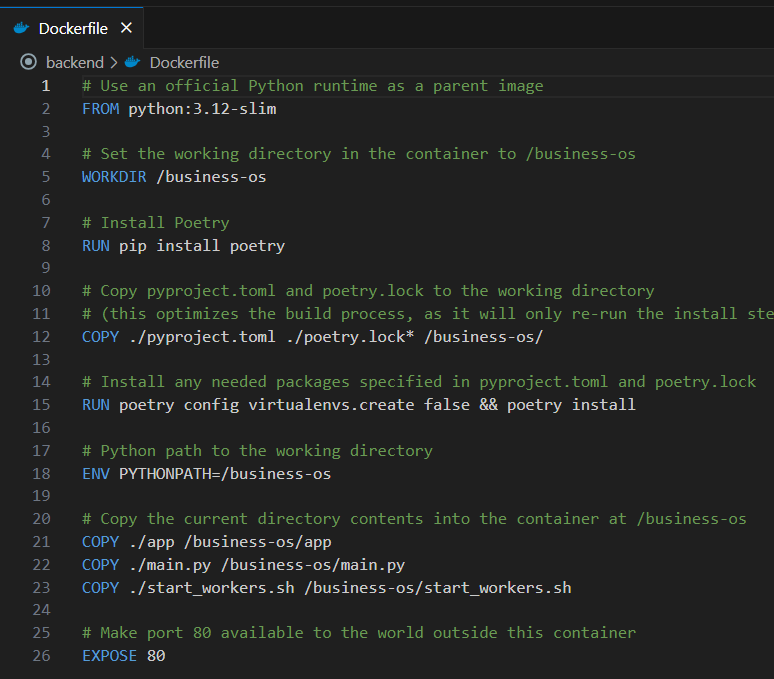 Dockerfile ×
backend > Dockerfile
1 # Use an official Python runtime as a parent image
2 FROM python:3.12-slim
3
4 # Set the working directory in the container to /business-os
5 WORKDIR /business-os
6
7 # Install Poetry
8 RUN pip install poetry
9
10 # Copy pyproject.toml and poetry.lock to the working directory
11 # (this optimizes the build process, as it will only re-run the install ste
12 COPY ./pyproject.toml ./poetry.lock* /business-os/
13
14 # Install any needed packages specified in pyproject.toml and poetry.lock
15 RUN poetry config virtualenvs.create false && poetry install
16
17 # Python path to the working directory
18 ENV PYTHONPATH=/business-os
19
20 # Copy the current directory contents into the container at /business-os
21 COPY ./app /business-os/app
22 COPY ./main.py /business-os/main.py
23 COPY ./start_workers.sh /business-os/start_workers.sh
24
25 # Make port 80 available to the world outside this container
26 EXPOSE 80